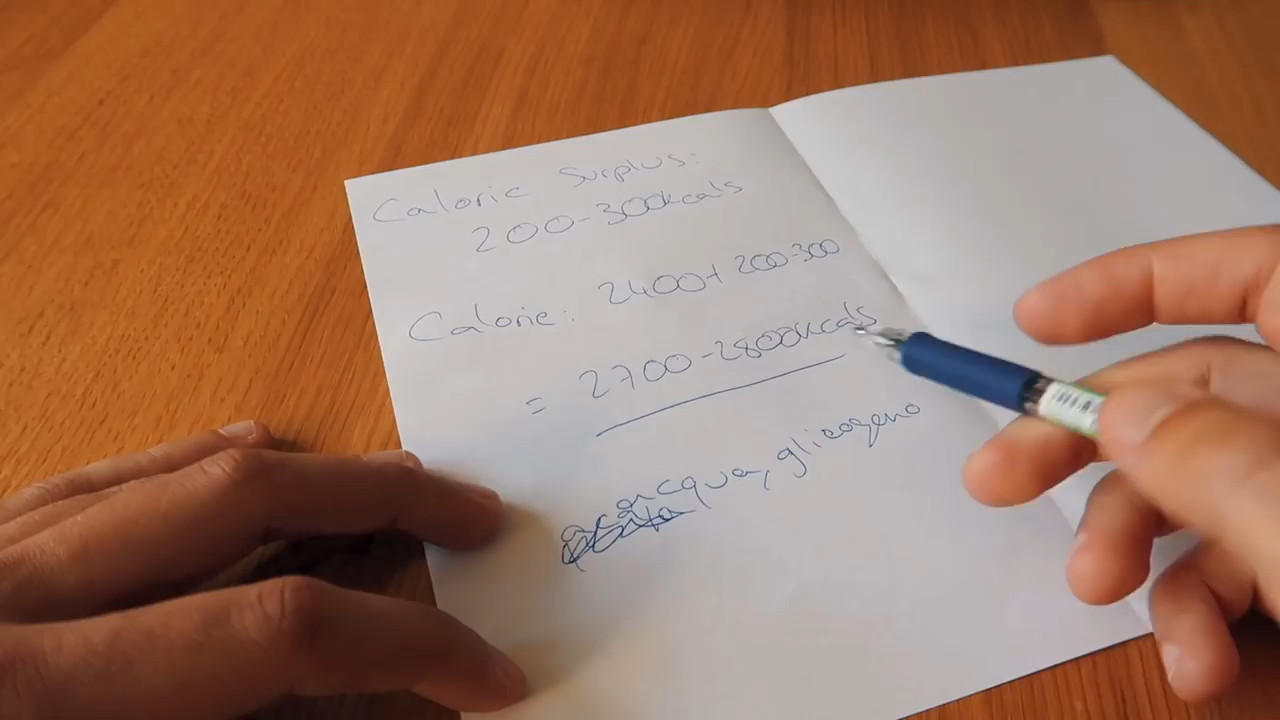 Caloric Surplus:
200-300kcals
Calorie: 2400+ 200-300
= 2700-2800kcals
acqua, glicogeno